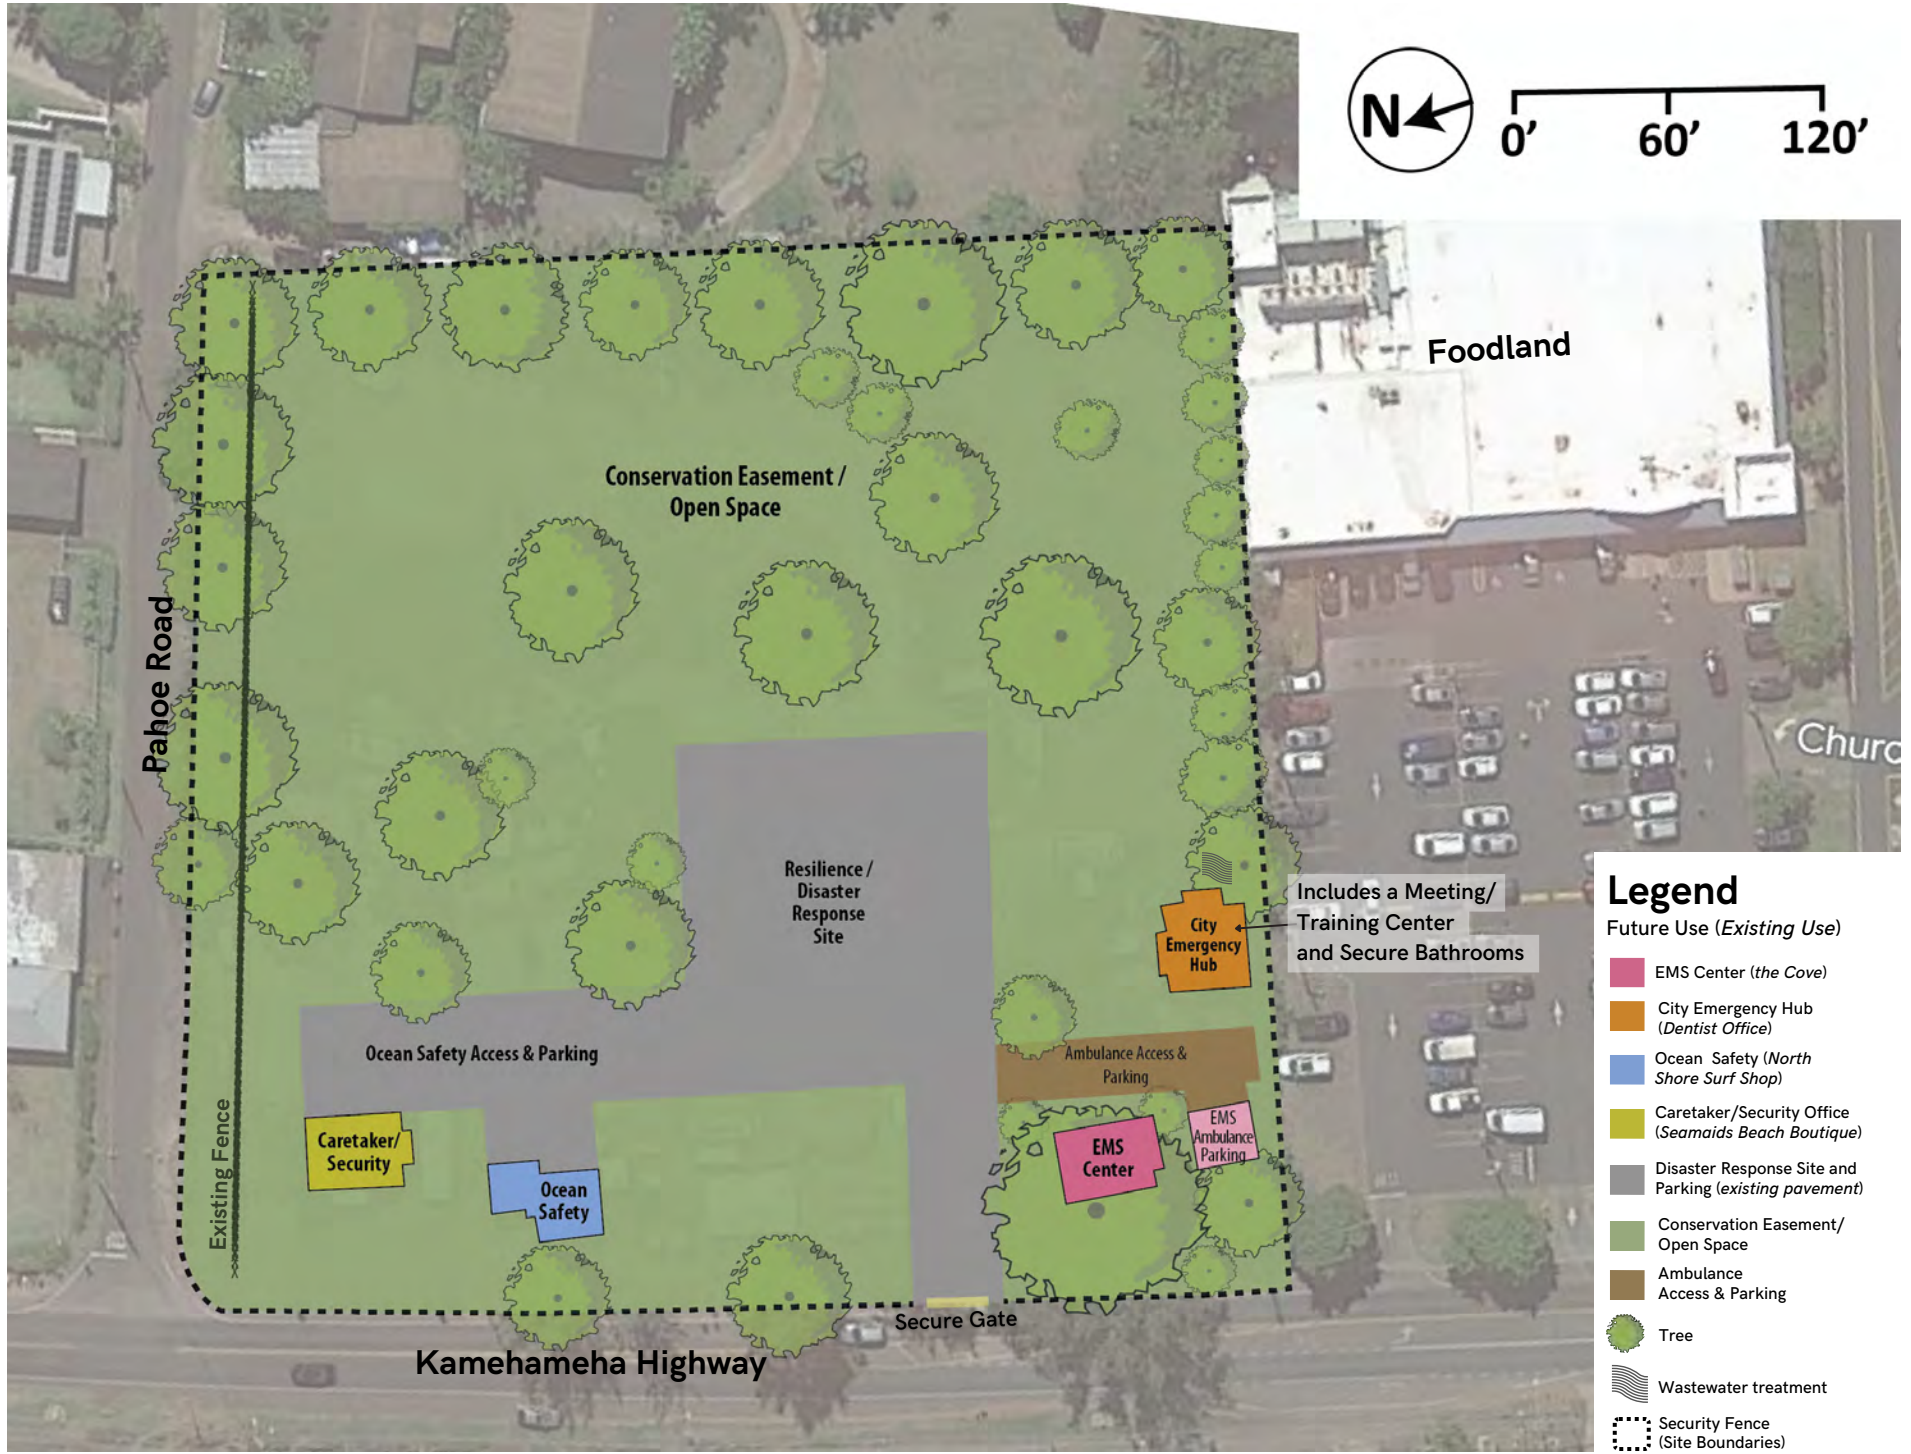 N
0' 60' 120'
Foodland
Conservation Easement /
Open Space
Pahoe Road
Resilience /
Disaster
Response
Site
City
Emergency
Hub
Includes a Meeting/
Training Center
and Secure Bathrooms
Ocean Safety Access & Parking
Ambulance Access &
Parking
Caretaker/
Security
Ocean
Safety
EMS
Center
EMS
Ambulance
Parking
Existing Fence
Secure Gate
Kamehameha Highway
Churc
Legend
Future Use (Existing Use)
EMS Center (the Cove)
City Emergency Hub
(Dentist Office)
Ocean Safety (North
Shore Surf Shop)
Caretaker/Security Office
(Seamaids Beach Boutique)
Disaster Response Site and
Parking (existing pavement)
Conservation Easement/
Open Space
Ambulance
Access & Parking
Tree
Wastewater treatment
Security Fence
(Site Boundaries)